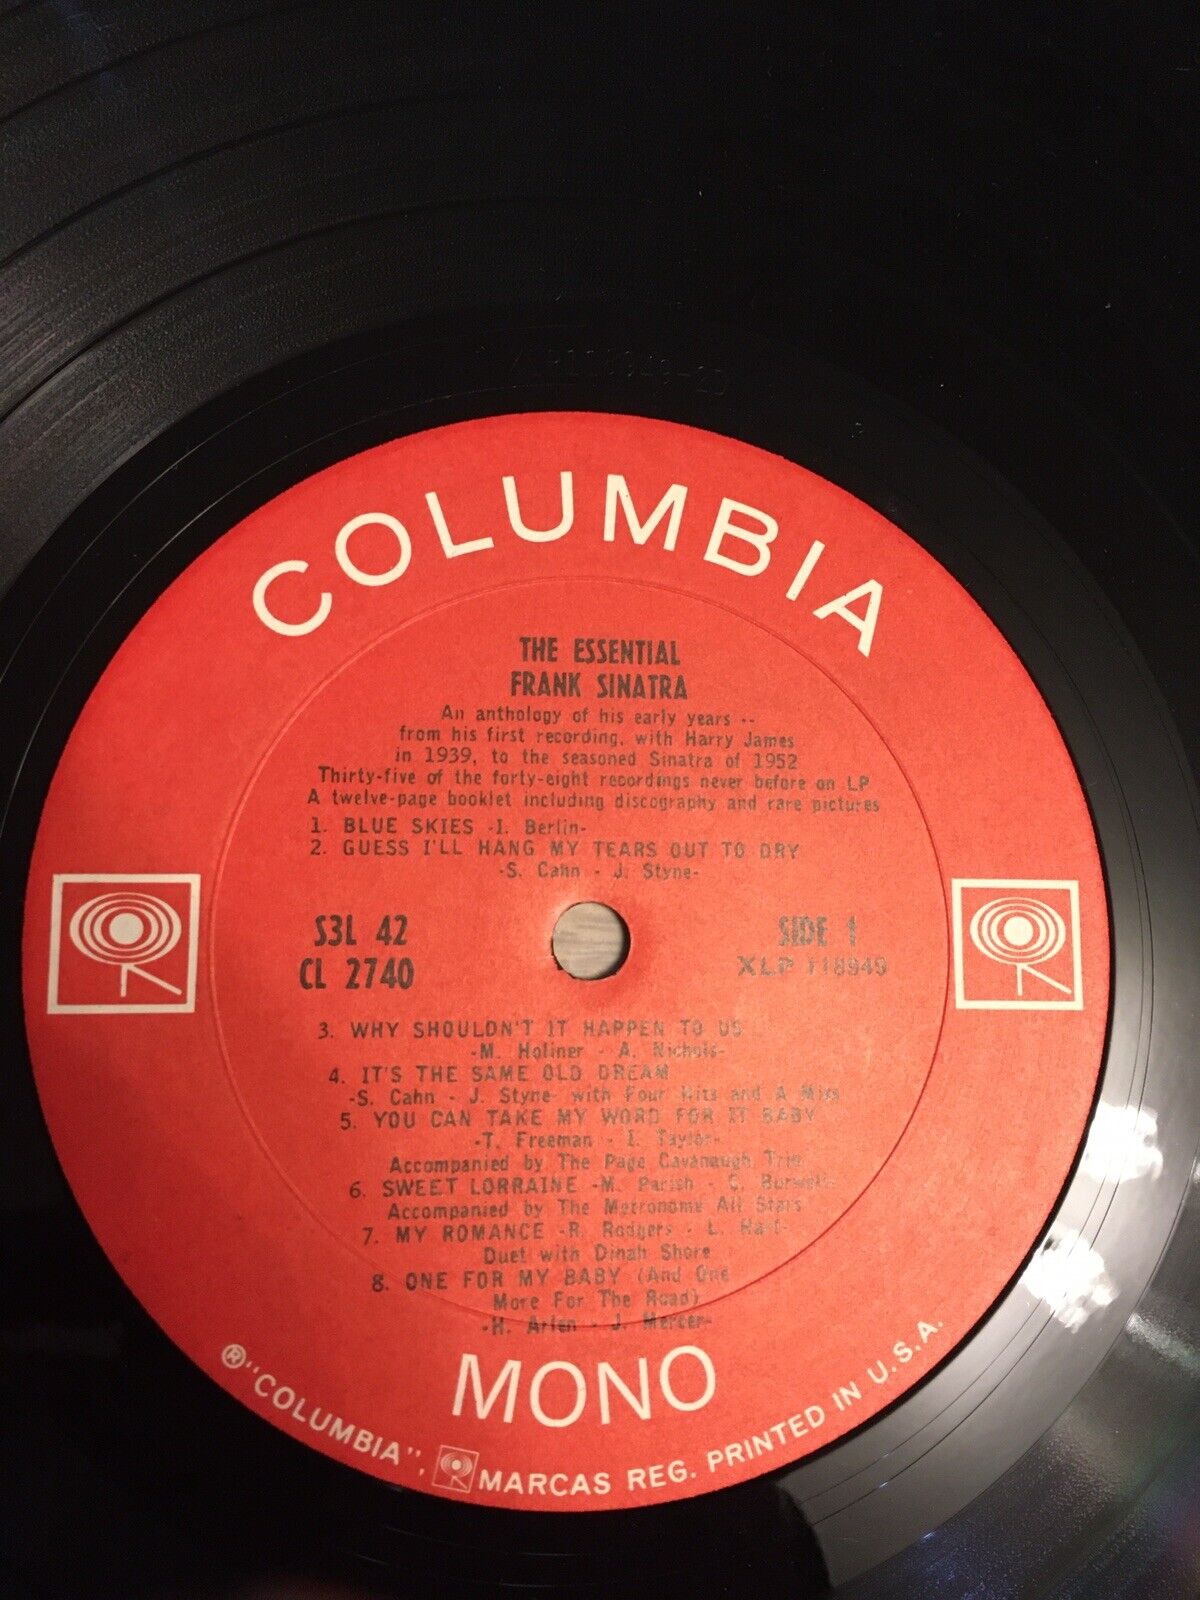 COLUMBIA
THE ESSENTIAL
FRANK SINATRA
An anthology of his early years --
from his first recording, with Harry James
in 1939, to the seasoned Sinatra of 1952
Thirty-five of the forty-eight recordings never before on LP
A twelve-page booklet including discography and rare pictures
1. BLUE SKIES -I. Berlin-
2. GUESS I'LL HANG MY TEARS OUT TO DRY
-S. Cahn - J. Styne-
S3L 42
CL 2740
SIDE 1
XLP 118949
3. WHY SHOULDN'T IT HAPPEN TO US
-M. Holiner - A. Nichols-
4. IT'S THE SAME OLD DREAM
-S. Cahn - J. Styne- with Four Hits and A Miss
5. YOU CAN TAKE MY WORD FOR IT BABY
-T. Freeman - I. Taylor-
Accompanied by The Page Cavanaugh Trio
6. SWEET LORRAINE -M. Parish - C. Burwell-
Accompanied by The Metronome All Stars
7. MY ROMANCE -R. Rodgers - L. Hart-
Duet with Dinah Shore
8. ONE FOR MY BABY (And One
More For The Road)
-H. Arlen - J. Mercer-
MONO
® "COLUMBIA", MARCAS REG. PRINTED IN U.S.A.